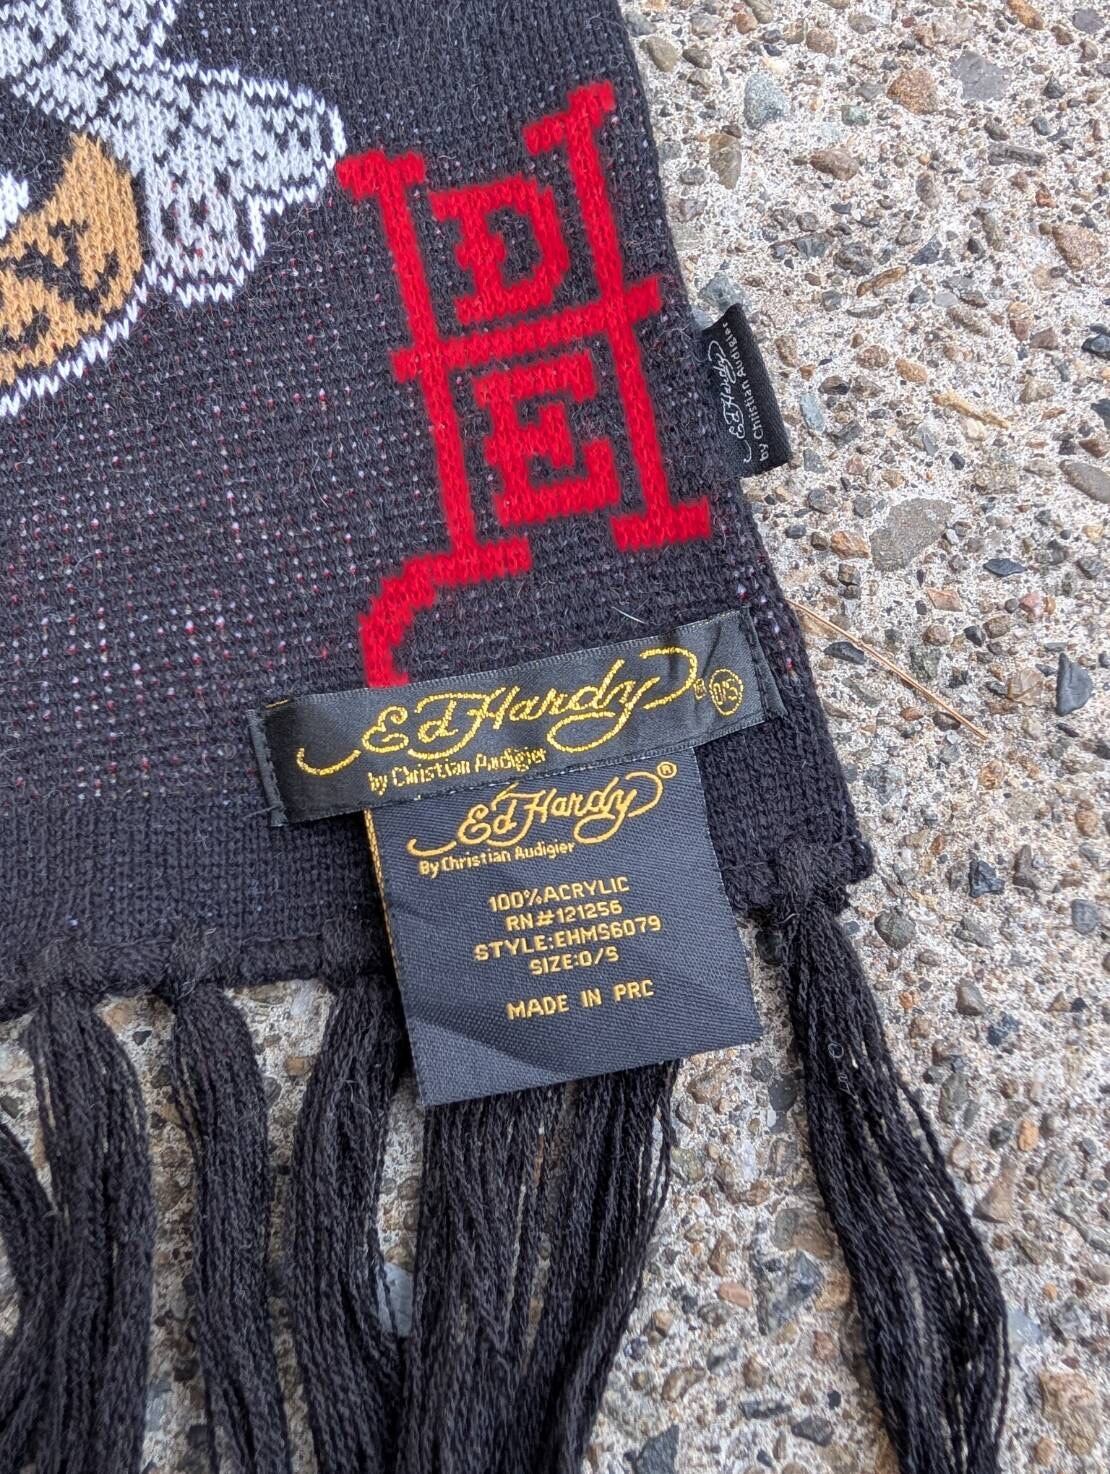 D
E
Ed Hardy
by Christian Audigier
Ed Hardy O/S
by Christian Audigier
Ed Hardy®
By Christian Audigier
100%ACRYLIC
RN#121256
STYLE:EHMS6079
SIZE:O/S
MADE IN PRC